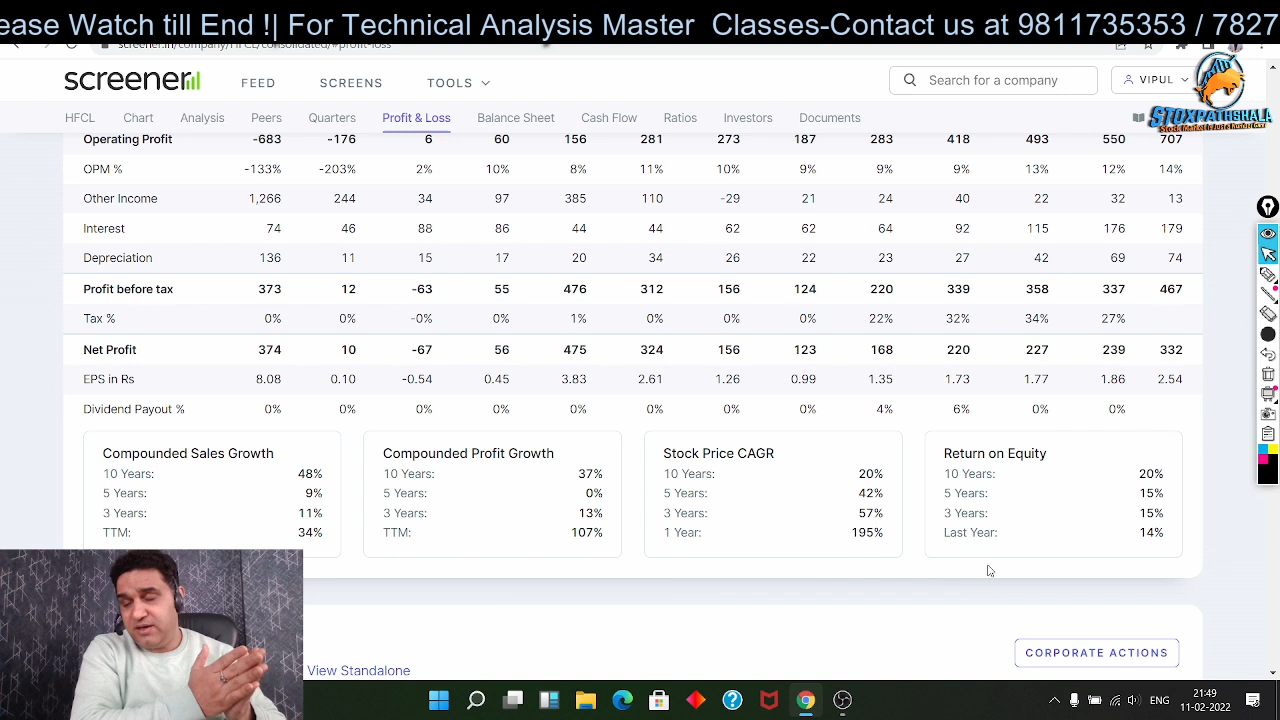 ease Watch till End !| For Technical Analysis Master Classes-Contact us at 9811735353 / 7827
screener.in/company/HFCL/consolidated/#profit-loss
screener FEED SCREENS TOOLS Search for a company VIPUL
HFCL Chart Analysis Peers Quarters Profit & Loss Balance Sheet Cash Flow Ratios Investors Documents
STOXPATHSHALA
Operating Profit -683 -176 6 60 156 281 273 187 283 418 493 550 707
OPM % -133% -203% 2% 10% 8% 11% 10% 9% 9% 9% 13% 12% 14%
Other Income 1,266 244 34 97 385 110 -29 21 24 40 22 32 13
Interest 74 46 88 86 44 44 62 62 64 92 115 176 179
Depreciation 136 11 15 17 20 34 26 22 23 27 42 69 74
Profit before tax 373 12 -63 55 476 312 156 124 220 339 358 337 467
Tax % 0% 0% -0% 0% 1% 0% 0% 0% 22% 32% 34% 27%
Net Profit 374 10 -67 56 475 324 156 123 168 220 227 239 332
EPS in Rs 8.08 0.10 -0.54 0.45 3.83 2.61 1.26 0.99 1.35 1.73 1.77 1.86 2.54
Dividend Payout % 0% 0% 0% 0% 0% 0% 0% 0% 4% 6% 0% 0%
Compounded Sales Growth
10 Years: 48%
5 Years: 9%
3 Years: 11%
TTM: 34%
Compounded Profit Growth
10 Years: 37%
5 Years: 0%
3 Years: 13%
TTM: 107%
Stock Price CAGR
10 Years: 20%
5 Years: 42%
3 Years: 57%
1 Year: 195%
Return on Equity
10 Years: 20%
5 Years: 15%
3 Years: 15%
Last Year: 14%
CORPORATE ACTIONS
View Standalone
ENG
21:49
11-02-2022